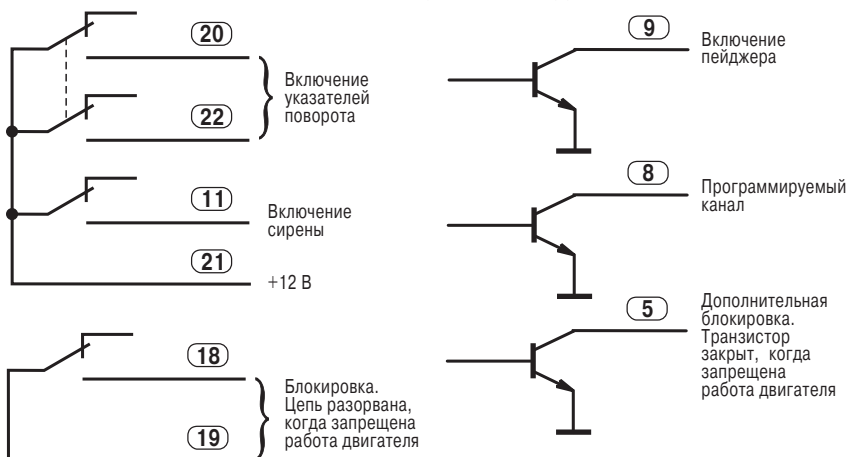 20
Включение
указателей
поворота
22
11
Включение
сирены
21
+12 В
18
Блокировка.
Цепь разорвана,
когда запрещена
работа двигателя
19
9
Включение
пейджера
8
Программируемый
канал
5
Дополнительная
блокировка.
Транзистор
закрыт, когда
запрещена
работа двигателя